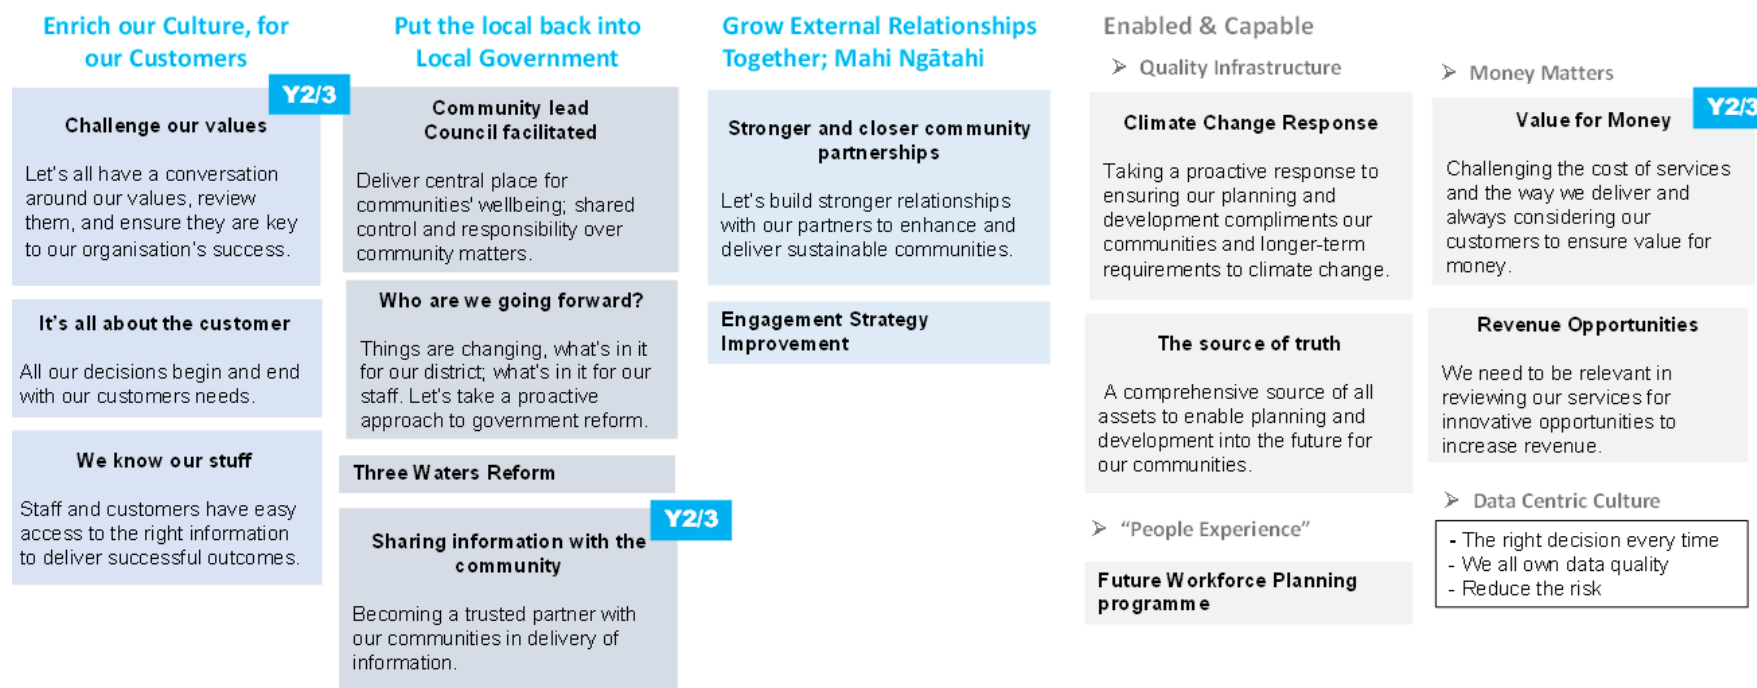 Enrich our Culture, for
our Customers
Y2/3
Challenge our values
Let's all have a conversation
around our values, review
them, and ensure they are key
to our organisation's success.
It's all about the customer
All our decisions begin and end
with our customers needs.
We know our stuff
Staff and customers have easy
access to the right information
to deliver successful outcomes.
Put the local back into
Local Government
Community lead
Council facilitated
Deliver central place for
communities' wellbeing; shared
control and responsibility over
community matters.
Who are we going forward?
Things are changing, what's in it
for our district; what's in it for our
staff. Let's take a proactive
approach to government reform.
Three Waters Reform
Y2/3
Sharing information with the
community
Becoming a trusted partner with
our communities in delivery of
information.
Grow External Relationships
Together; Mahi Ngātahi
Stronger and closer community
partnerships
Let's build stronger relationships
with our partners to enhance and
deliver sustainable communities.
Engagement Strategy
Improvement
Enabled & Capable
➢ Quality Infrastructure
Climate Change Response
Taking a proactive response to
ensuring our planning and
development compliments our
communities and longer-term
requirements to climate change.
The source of truth
A comprehensive source of all
assets to enable planning and
development into the future for
our communities.
➢ “People Experience”
Future Workforce Planning
programme
➢ Money Matters
Y2/3
Value for Money
Challenging the cost of services
and the way we deliver and
always considering our
customers to ensure value for
money.
Revenue Opportunities
We need to be relevant in
reviewing our services for
innovative opportunities to
increase revenue.
➢ Data Centric Culture
- The right decision every time
- We all own data quality
- Reduce the risk